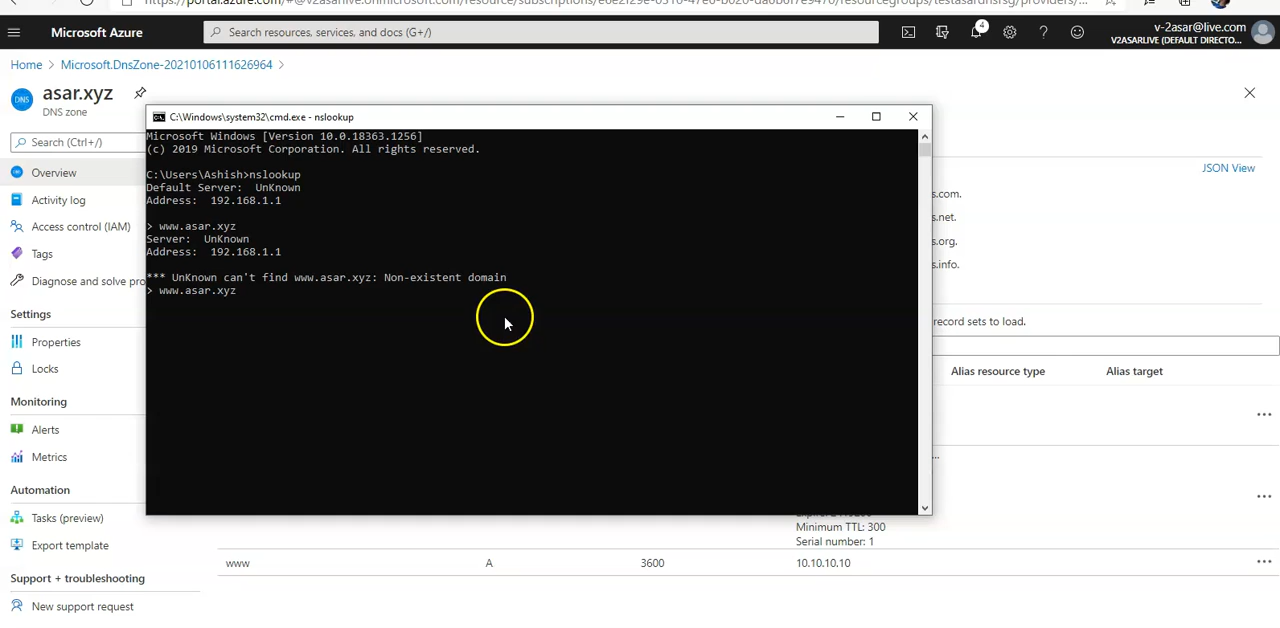 Microsoft Azure
Search resources, services, and docs (G+/)
4
v-2asar@live.com
V2ASARLIVE (DEFAULT DIRECTO...
Home > Microsoft.DnsZone-20210106111626964 >
DNS
asar.xyz
DNS zone
Search (Ctrl+/)
Overview
Activity log
Access control (IAM)
Tags
Diagnose and solve pro
Settings
Properties
Locks
Monitoring
Alerts
Metrics
Automation
Tasks (preview)
Export template
Support + troubleshooting
New support request
C:\Windows\system32\cmd.exe - nslookup
Microsoft Windows [Version 10.0.18363.1256]
(c) 2019 Microsoft Corporation. All rights reserved.
C:\Users\Ashish>nslookup
Default Server:  UnKnown
Address:  192.168.1.1
> www.asar.xyz
Server:  UnKnown
Address:  192.168.1.1
*** UnKnown can't find www.asar.xyz: Non-existent domain
> www.asar.xyz
JSON View
s.com.
s.net.
s.org.
s.info.
record sets to load.
Alias resource type
Alias target
...
Minimum TTL: 300
Serial number: 1
www
A
3600
10.10.10.10